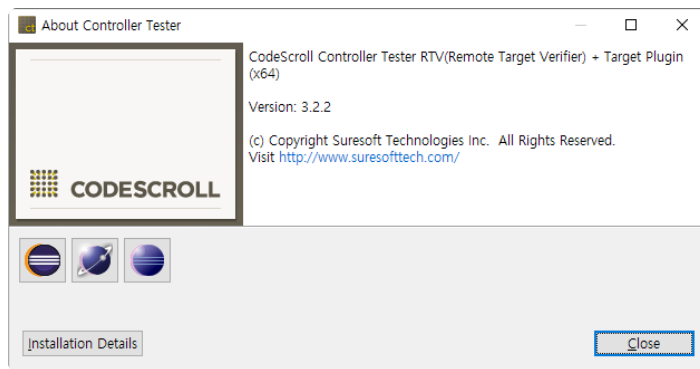 ct About Controller Tester
CodeScroll Controller Tester RTV(Remote Target Verifier) + Target Plugin
(x64)
Version: 3.2.2
(c) Copyright Suresoft Technologies Inc.  All Rights Reserved.
Visit http://www.suresofttech.com/
CODESCROLL
Installation Details
Close